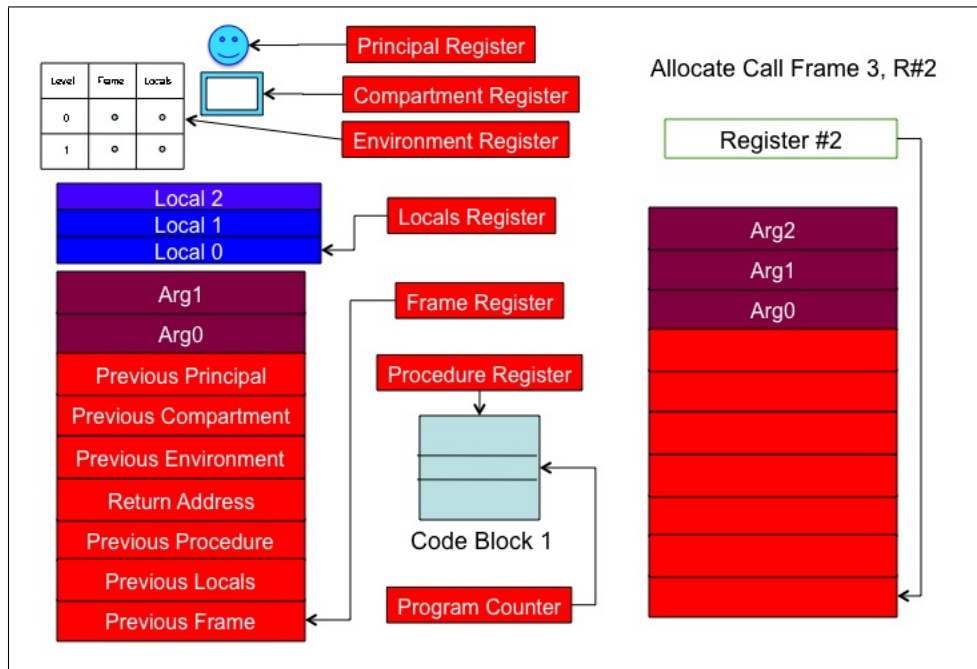 Principal Register
Allocate Call Frame 3, R#2
Level Frame Locals
Compartment Register
0
Environment Register
1
Register #2
Local 2
Local 1
Local 0
Locals Register
Arg1
Arg0
Previous Principal
Previous Compartment
Previous Environment
Return Address
Previous Procedure
Previous Locals
Previous Frame
Frame Register
Procedure Register
Code Block 1
Program Counter
Arg2
Arg1
Arg0